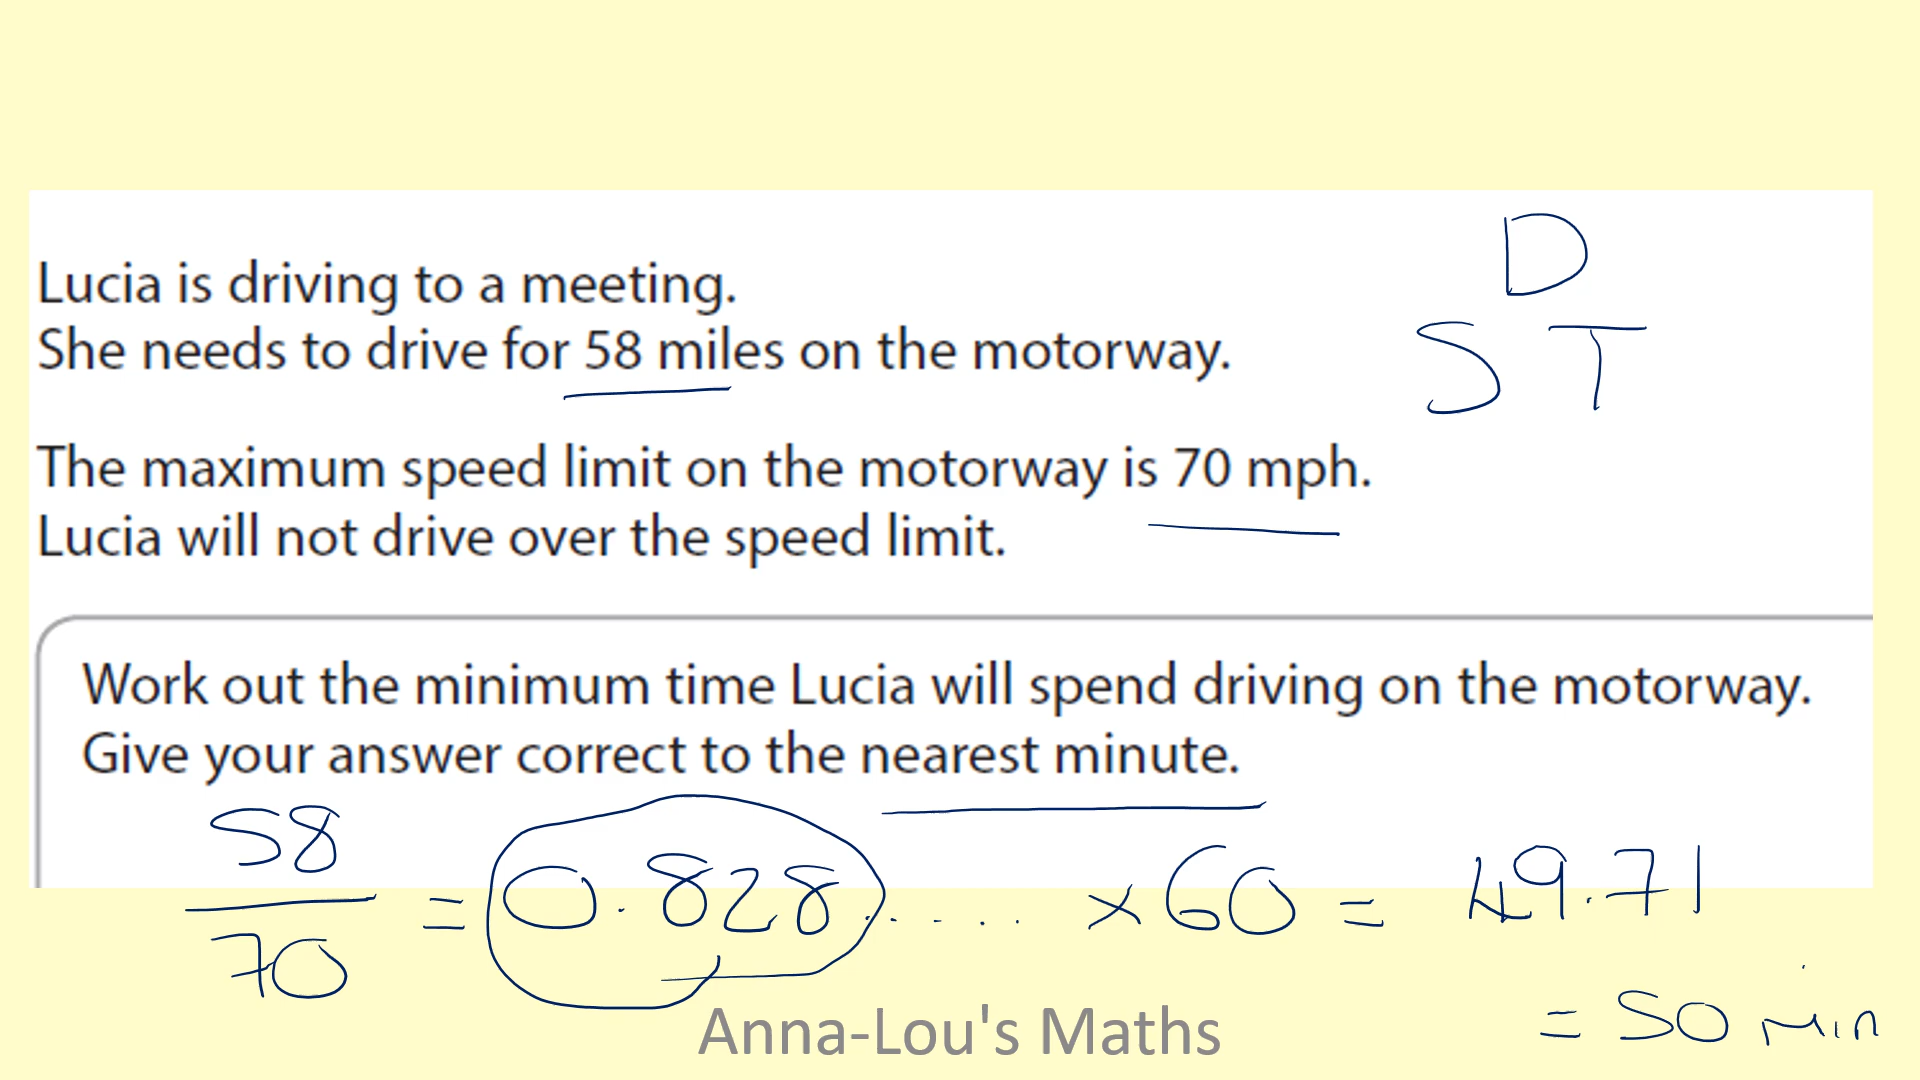 Lucia is driving to a meeting.
She needs to drive for 58 miles on the motorway.
D
S T
The maximum speed limit on the motorway is 70 mph.
Lucia will not drive over the speed limit.
Work out the minimum time Lucia will spend driving on the motorway.
Give your answer correct to the nearest minute.
58
70
= 0.828..... × 60 = 49.71
= 50 min
Anna-Lou's Maths